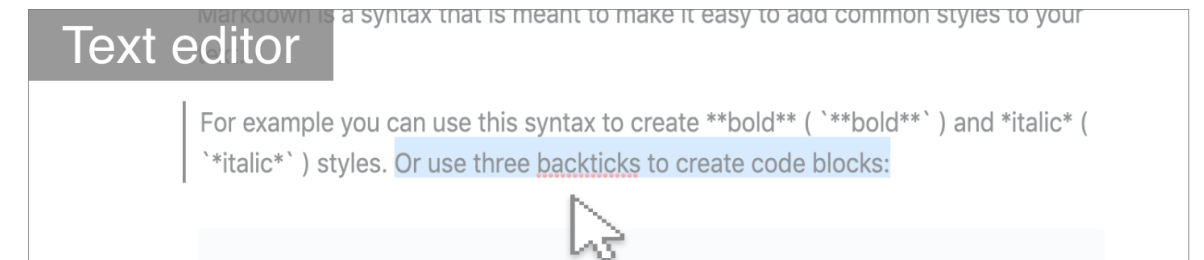 Markdown is a syntax that is meant to make it easy to add common styles to your
Text editor
For example you can use this syntax to create **bold** ( `**bold**` ) and *italic* (
`*italic*` ) styles. Or use three backticks to create code blocks: